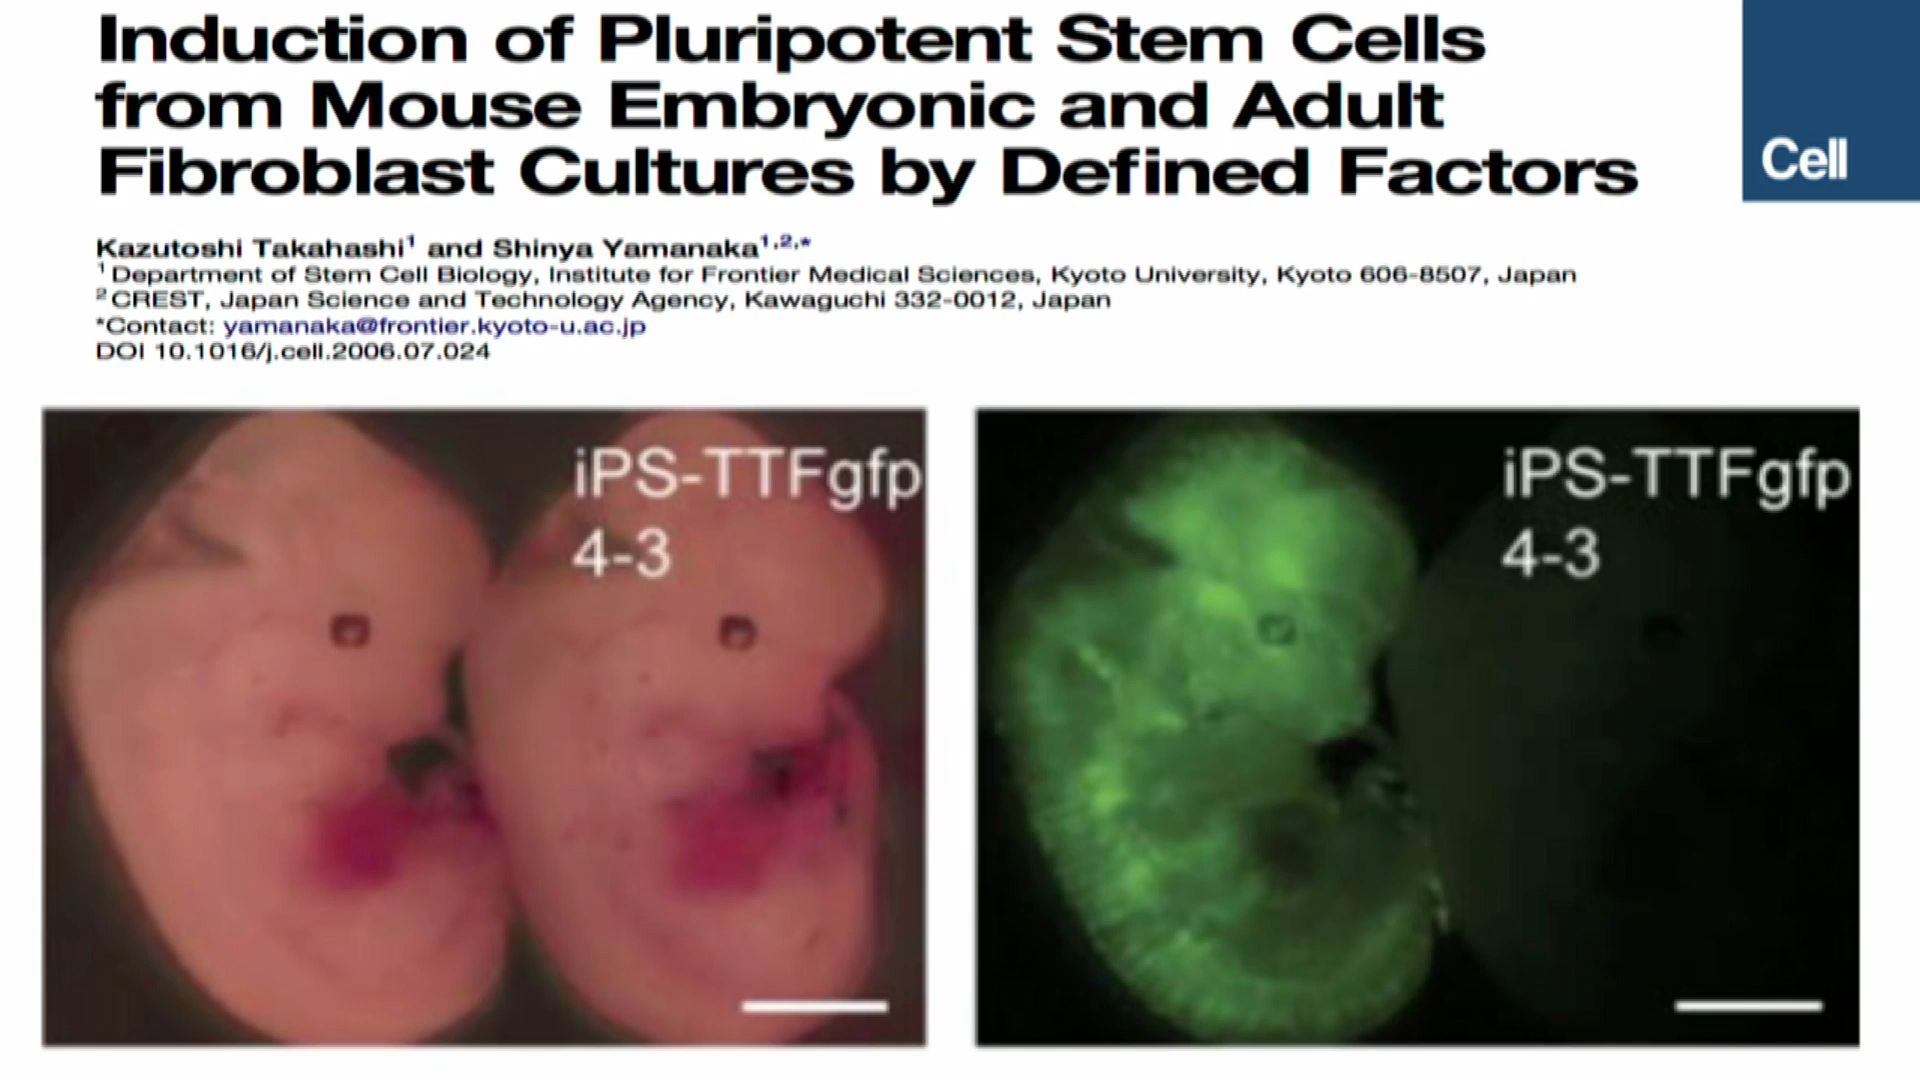 Induction of Pluripotent Stem Cells
from Mouse Embryonic and Adult
Fibroblast Cultures by Defined Factors
Cell
Kazutoshi Takahashi¹ and Shinya Yamanaka¹,²,*
¹ Department of Stem Cell Biology, Institute for Frontier Medical Sciences, Kyoto University, Kyoto 606-8507, Japan
² CREST, Japan Science and Technology Agency, Kawaguchi 332-0012, Japan
*Contact: yamanaka@frontier.kyoto-u.ac.jp
DOI 10.1016/j.cell.2006.07.024
iPS-TTFgfp
4-3
iPS-TTFgfp
4-3